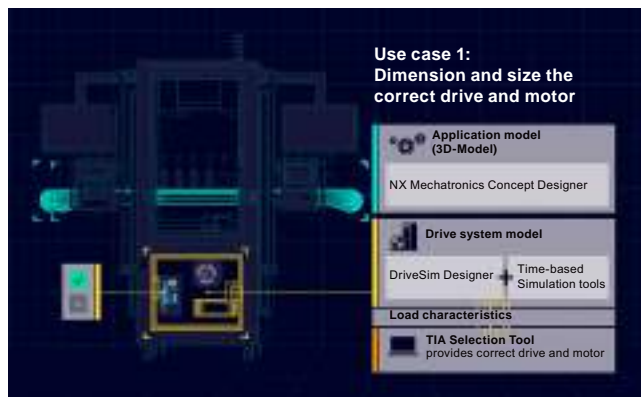 Use case 1:
Dimension and size the
correct drive and motor
Application model
(3D-Model)
NX Mechatronics Concept Designer
Drive system model
DriveSim Designer + Time-based
Simulation tools
Load characteristics
TIA Selection Tool
provides correct drive and motor